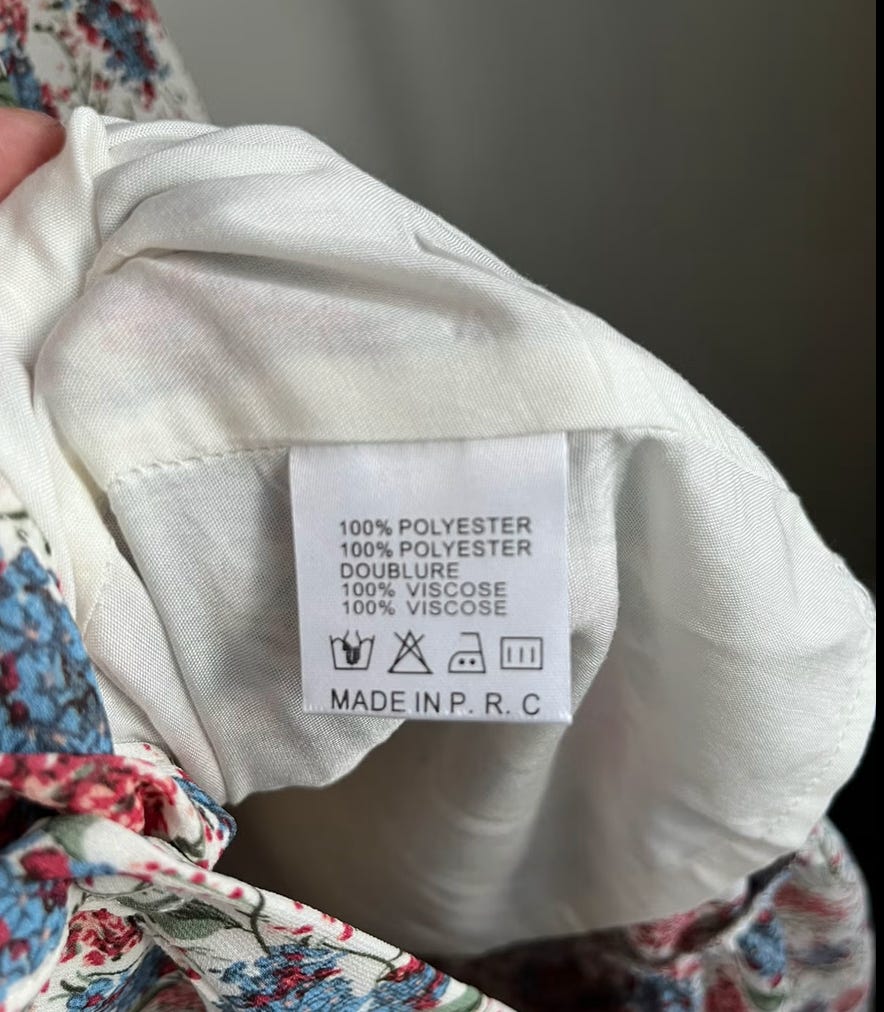 100% POLYESTER
100% POLYESTER
DOUBLURE
100% VISCOSE
100% VISCOSE
MADE IN P. R. C